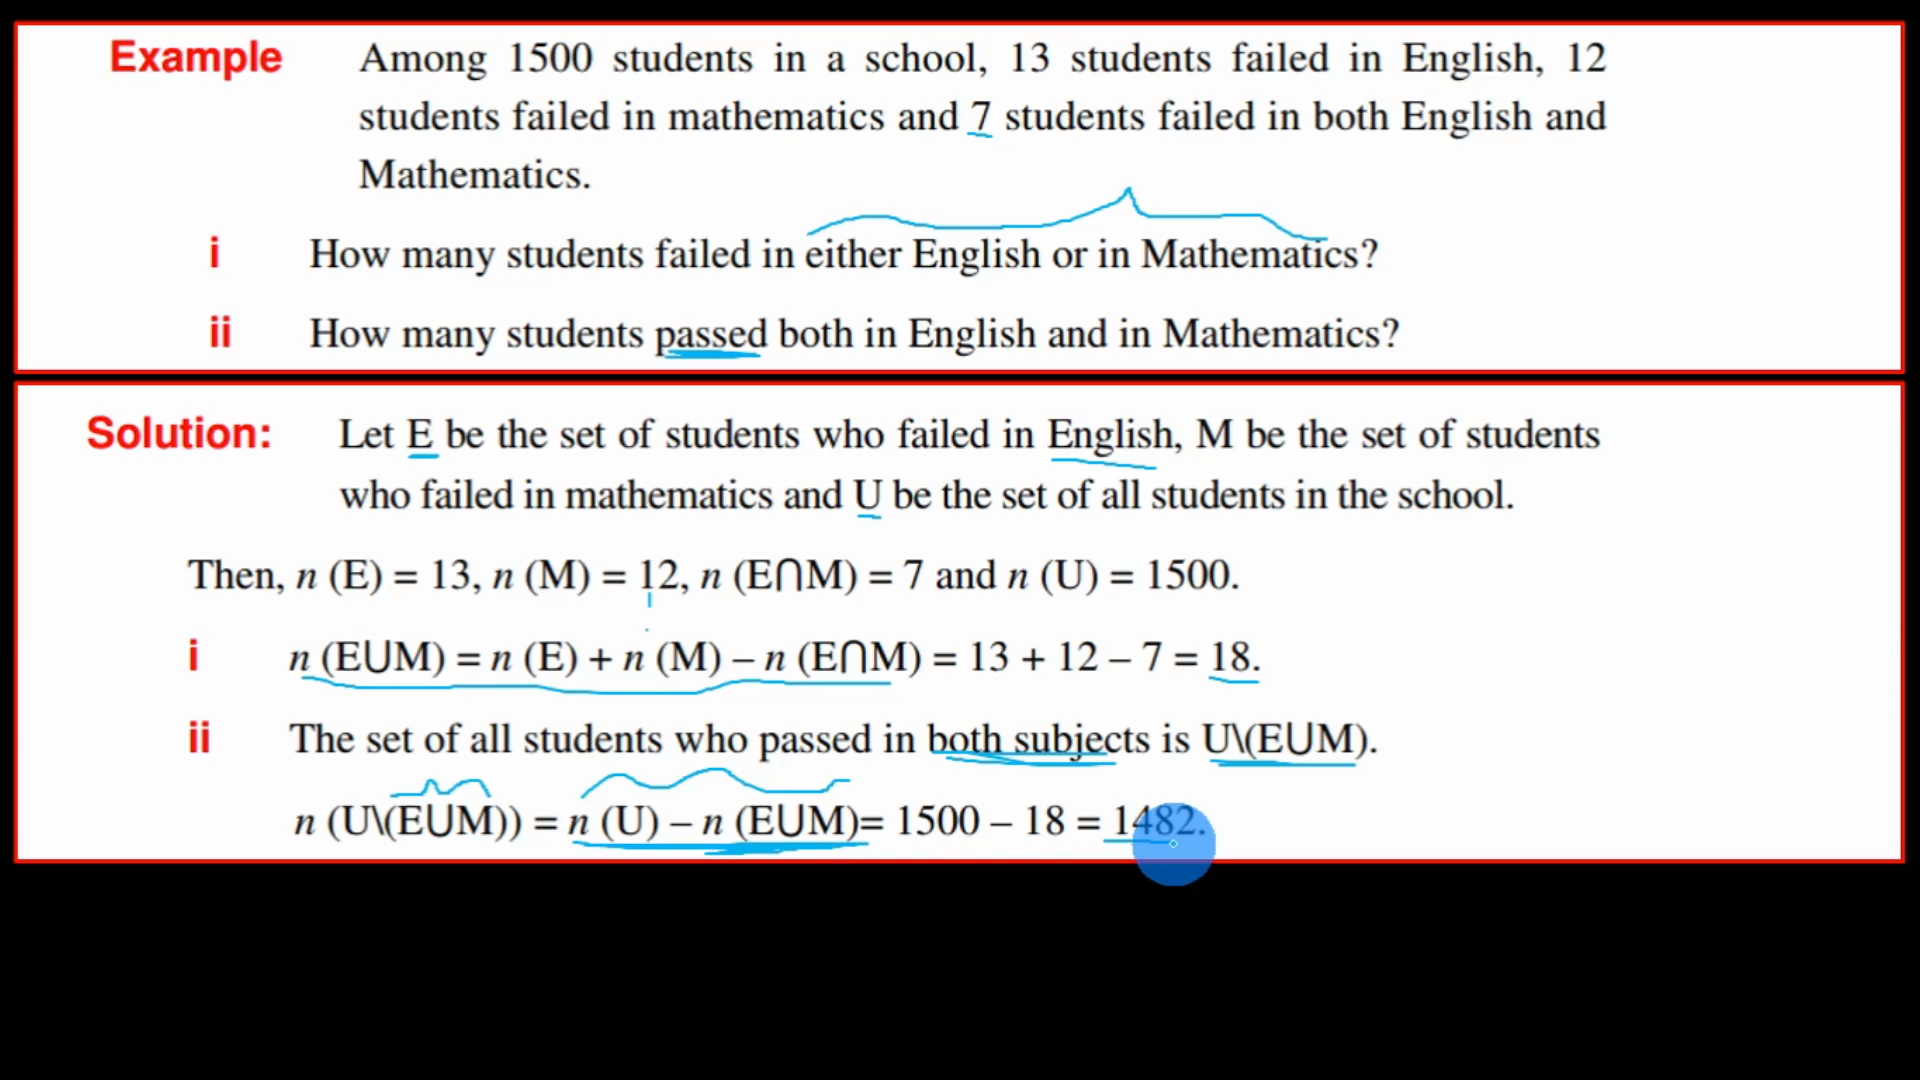 Example Among 1500 students in a school, 13 students failed in English, 12
students failed in mathematics and 7 students failed in both English and
Mathematics.
i How many students failed in either English or in Mathematics?
ii How many students passed both in English and in Mathematics?
Solution: Let E be the set of students who failed in English, M be the set of students
who failed in mathematics and U be the set of all students in the school.
Then, n (E) = 13, n (M) = 12, n (E⋂M) = 7 and n (U) = 1500.
i n (E⋃M) = n (E) + n (M) – n (E⋂M) = 13 + 12 – 7 = 18.
ii The set of all students who passed in both subjects is U\(E⋃M).
n (U\(E⋃M)) = n (U) – n (E⋃M)= 1500 – 18 = 1482.